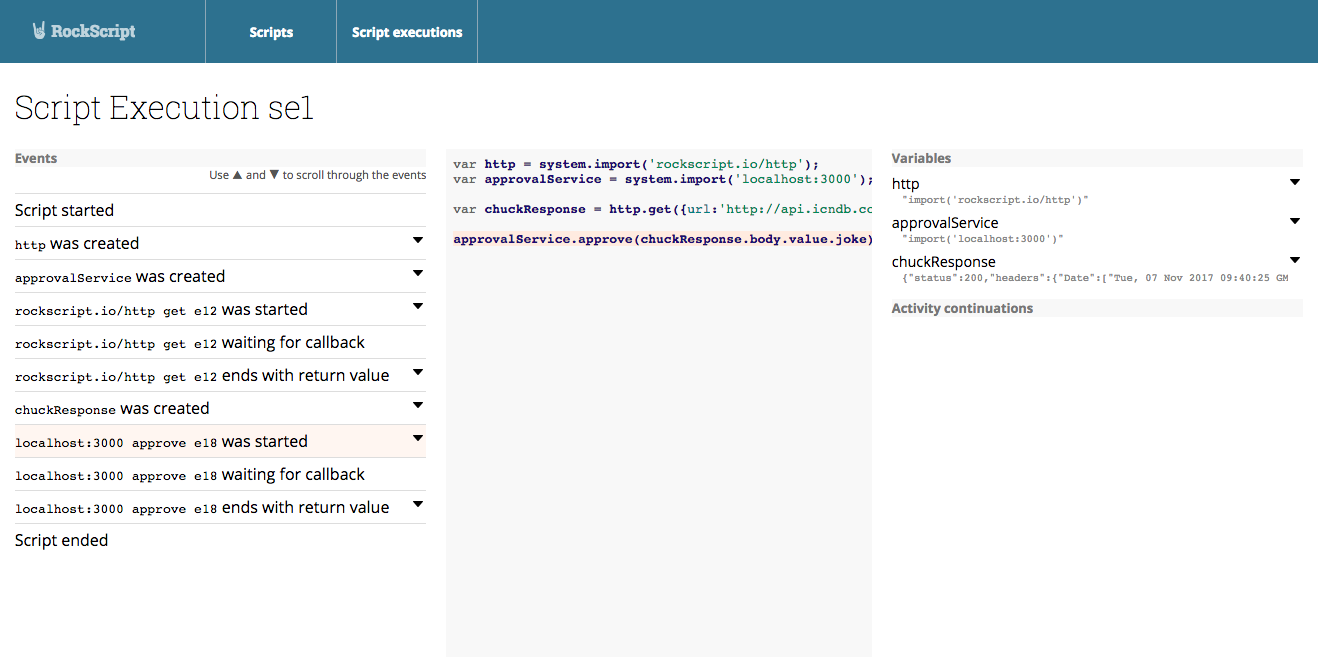 RockScript
Scripts
Script executions
Script Execution se1
Events
Use ▲ and ▼ to scroll through the events
Script started
http was created
approvalService was created
rockscript.io/http get e12 was started
rockscript.io/http get e12 waiting for callback
rockscript.io/http get e12 ends with return value
chuckResponse was created
localhost:3000 approve e18 was started
localhost:3000 approve e18 waiting for callback
localhost:3000 approve e18 ends with return value
Script ended
var http = system.import('rockscript.io/http');
var approvalService = system.import('localhost:3000');
var chuckResponse = http.get({url:'http://api.icndb.co
approvalService.approve(chuckResponse.body.value.joke)
Variables
http
"import('rockscript.io/http')"
approvalService
"import('localhost:3000')"
chuckResponse
{"status":200,"headers":{"Date":["Tue, 07 Nov 2017 09:40:25 GM
Activity continuations